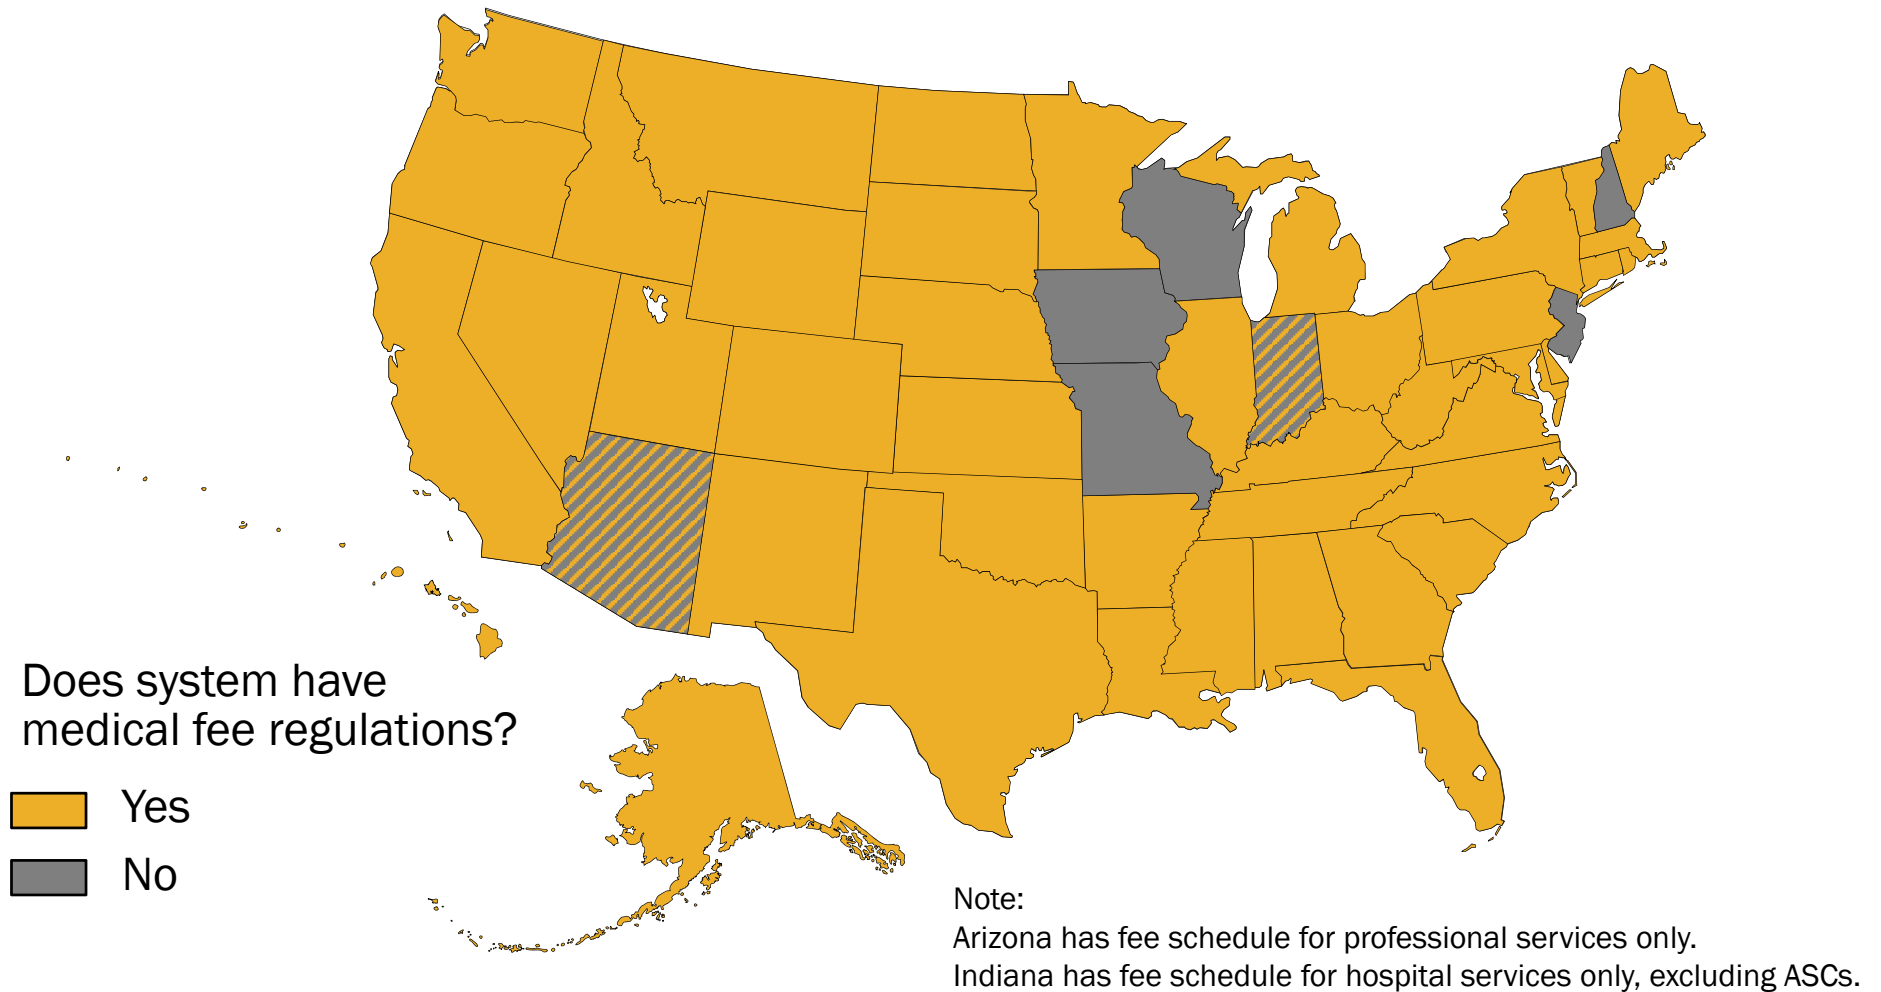 Does system have
medical fee regulations?
Yes
No
Note:
Arizona has fee schedule for professional services only.
Indiana has fee schedule for hospital services only, excluding ASCs.